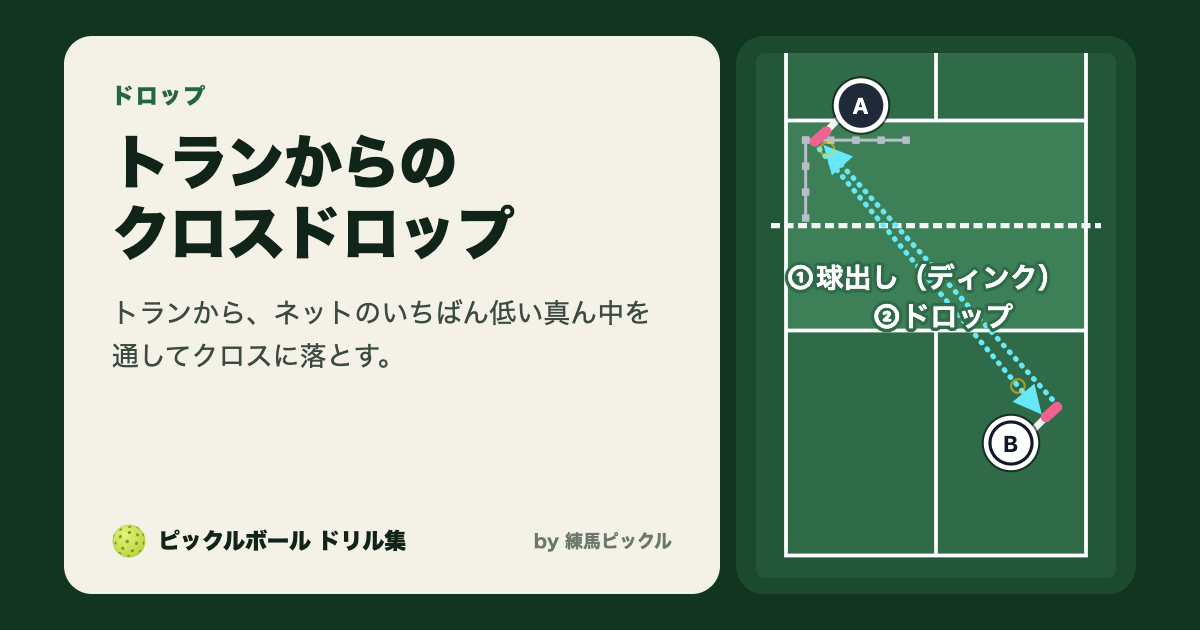 ドロップ
トランからの
クロスドロップ
トランから、ネットのいちばん低い真ん中を
通してクロスに落とす。
ピックルボール ドリル集
by 練馬ピックル
A
①球出し（ディンク）
②ドロップ
B